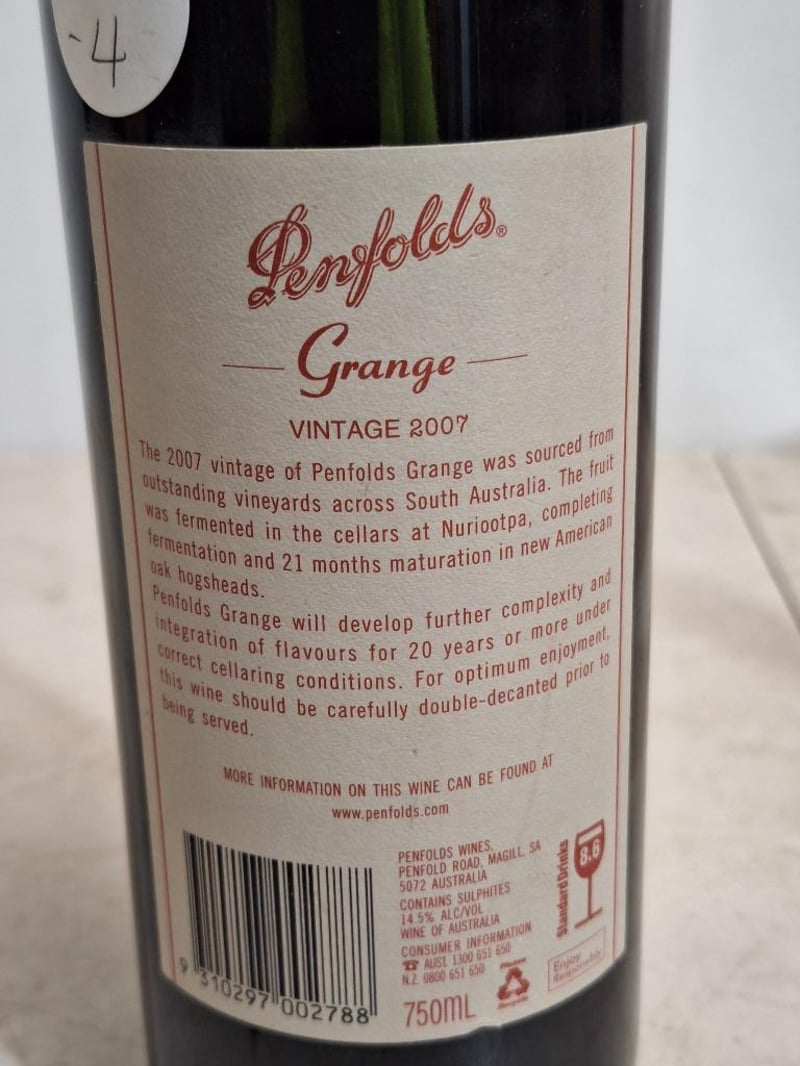 -4
Penfolds®
Grange
VINTAGE 2007
The 2007 vintage of Penfolds Grange was sourced from
outstanding vineyards across South Australia. The fruit
was fermented in the cellars at Nuriootpa, completing
fermentation and 21 months maturation in new American
oak hogsheads.
Penfolds Grange will develop further complexity and
integration of flavours for 20 years or more under
correct cellaring conditions. For optimum enjoyment,
this wine should be carefully double-decanted prior to
being served.
MORE INFORMATION ON THIS WINE CAN BE FOUND AT
www.penfolds.com
PENFOLDS WINES,
PENFOLD ROAD, MAGILL, SA
5072 AUSTRALIA
CONTAINS SULPHITES
14.5% ALC/VOL
WINE OF AUSTRALIA
CONSUMER INFORMATION
☎ AUST. 1300 651 650
N.Z. 0800 651 650
750ML
Please
Recycle
Standard Drinks
8.6
Enjoy
Responsibly
9 310297 002788